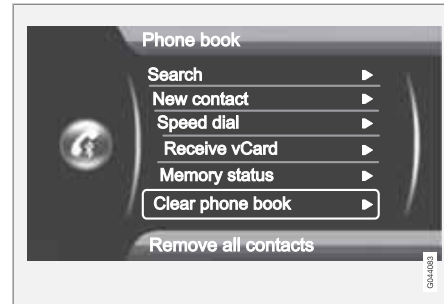 Phone book
Search
New contact
Speed dial
Receive vCard
Memory status
Clear phone book
Remove all contacts
G044083